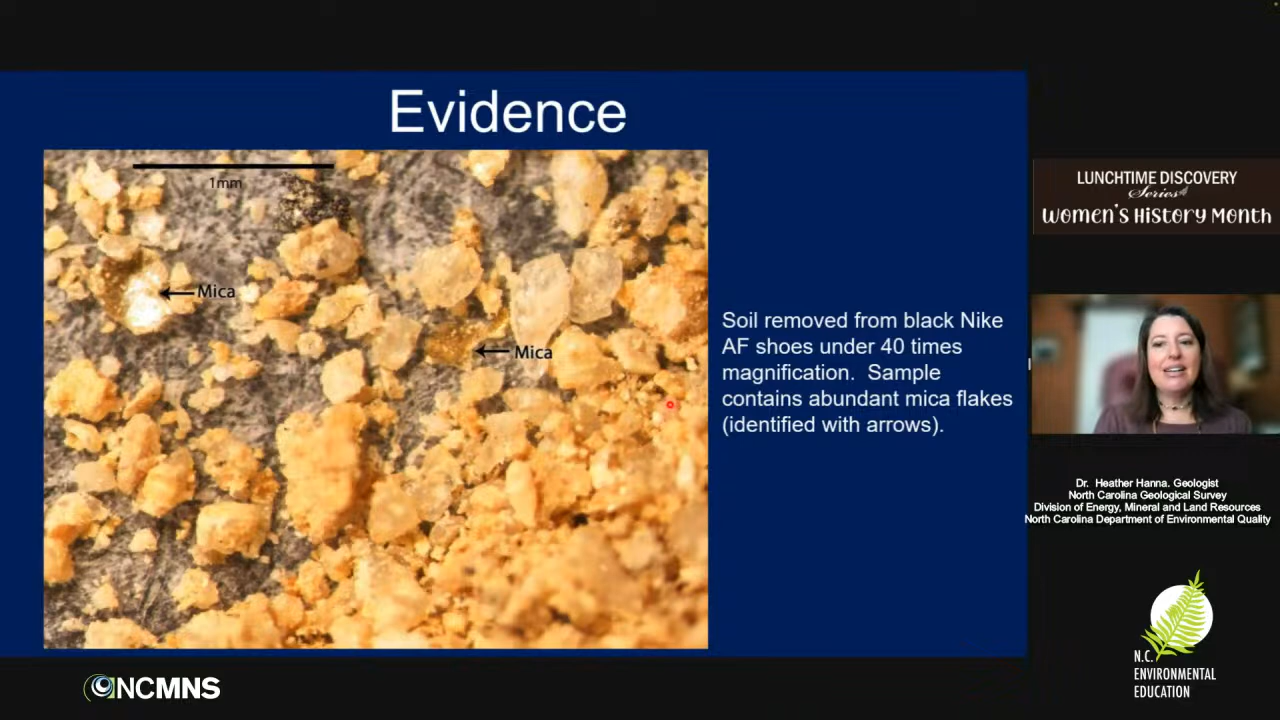 Evidence
1mm
Mica
Mica
Soil removed from black Nike
AF shoes under 40 times
magnification. Sample
contains abundant mica flakes
(identified with arrows).
LUNCHTIME DISCOVERY
Series
Women's History Month
Dr. Heather Hanna. Geologist
North Carolina Geological Survey
Division of Energy, Mineral and Land Resources
North Carolina Department of Environmental Quality
NCMNS
N.C.
ENVIRONMENTAL
EDUCATION